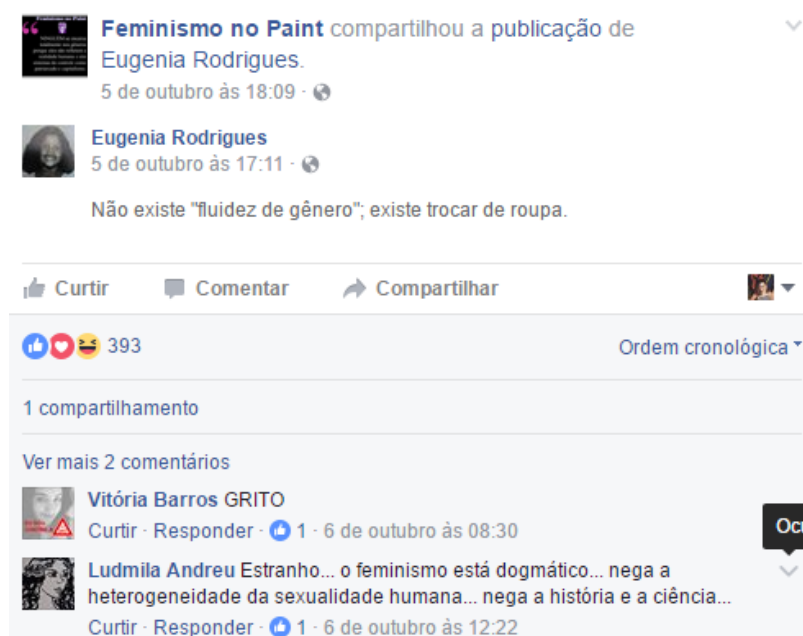 Feminismo no Paint compartilhou a publicação de
Eugenia Rodrigues.
5 de outubro às 18:09 ·
Eugenia Rodrigues
5 de outubro às 17:11 ·
Não existe "fluidez de gênero"; existe trocar de roupa.
Curtir Comentar Compartilhar
393 Ordem cronológica
1 compartilhamento
Ver mais 2 comentários
Vitória Barros GRITO
Curtir · Responder · 1 · 6 de outubro às 08:30
Ocu
Ludmila Andreu Estranho... o feminismo está dogmático... nega a
heterogeneidade da sexualidade humana... nega a história e a ciência...
Curtir · Responder · 1 · 6 de outubro às 12:22